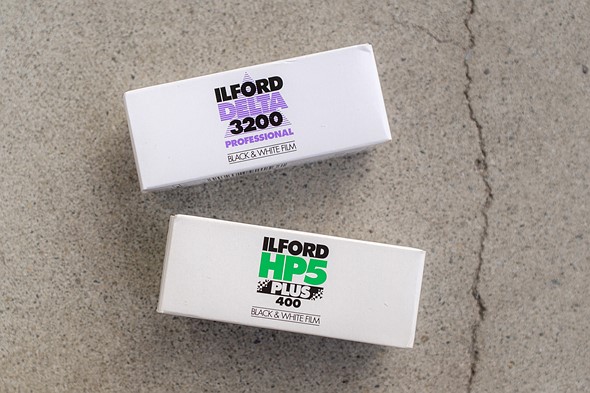 ILFORD
DELTA
3200
PROFESSIONAL
BLACK & WHITE FILM
ILFORD
HP5
PLUS
400
BLACK & WHITE FILM